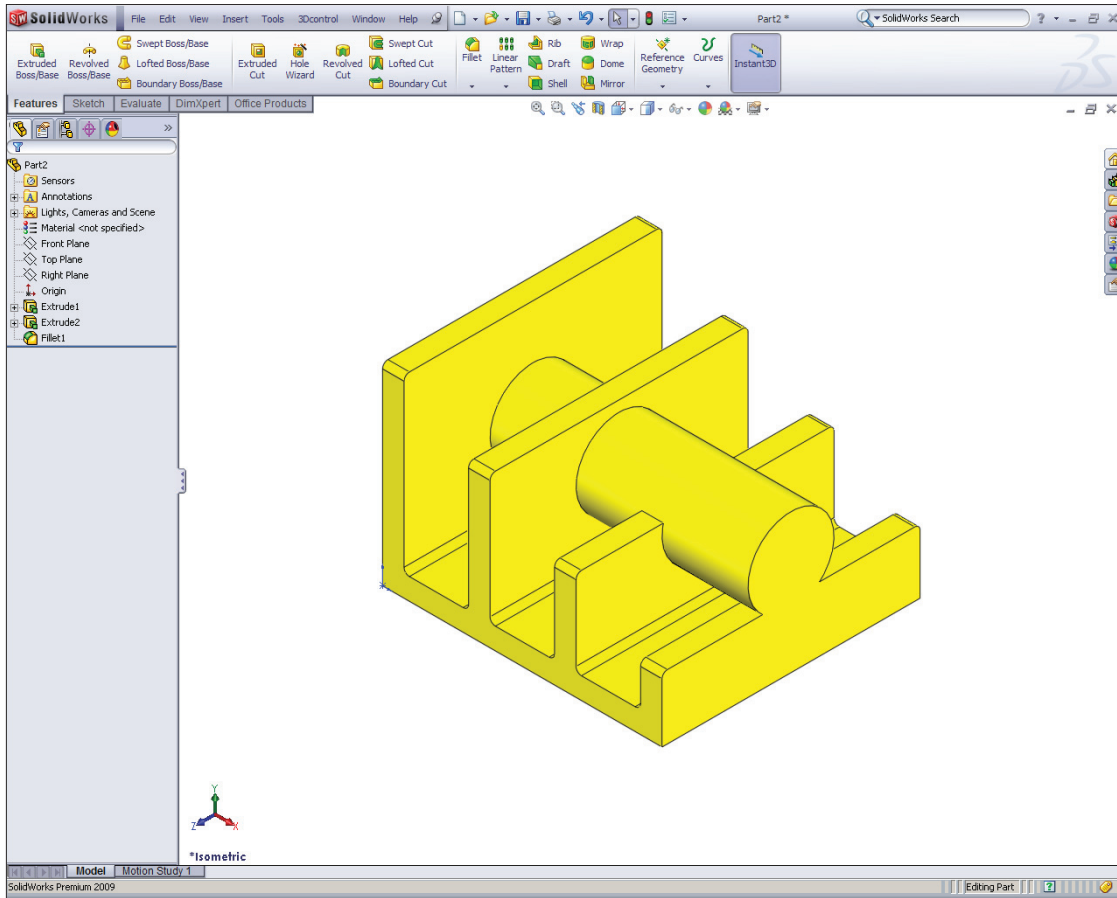 SolidWorks File Edit View Insert Tools 3Dcontrol Window Help Part2 * SolidWorks Search ?
Extruded Boss/Base Revolved Boss/Base Swept Boss/Base Lofted Boss/Base Boundary Boss/Base Extruded Cut Hole Wizard Revolved Cut Swept Cut Lofted Cut Boundary Cut Fillet Linear Pattern Rib Draft Shell Wrap Dome Mirror Reference Geometry Curves Instant3D
Features Sketch Evaluate DimXpert Office Products
Part2
Sensors
A Annotations
Lights, Cameras and Scene
Material <not specified>
Front Plane
Top Plane
Right Plane
Origin
Extrude1
Extrude2
Fillet1
Y
Z X
*Isometric
Model Motion Study 1
SolidWorks Premium 2009 Editing Part ?